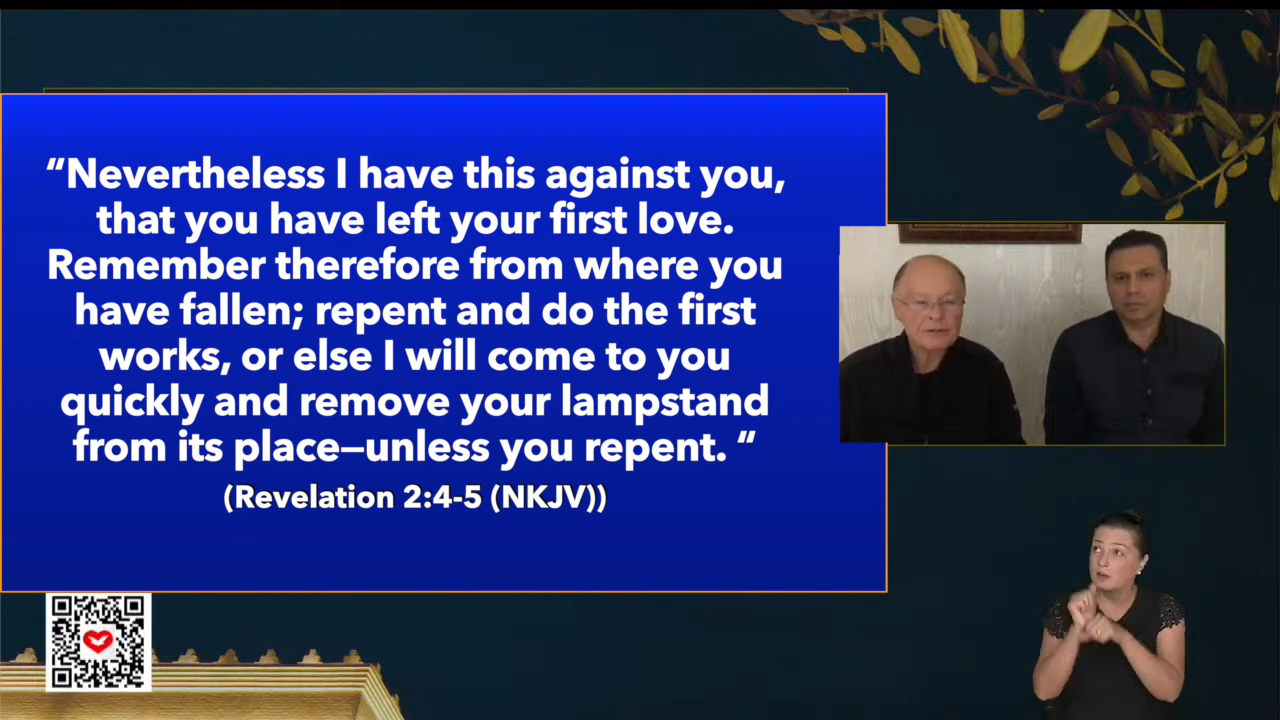 “Nevertheless I have this against you,
that you have left your first love.
Remember therefore from where you
have fallen; repent and do the first
works, or else I will come to you
quickly and remove your lampstand
from its place—unless you repent. “
(Revelation 2:4-5 (NKJV))